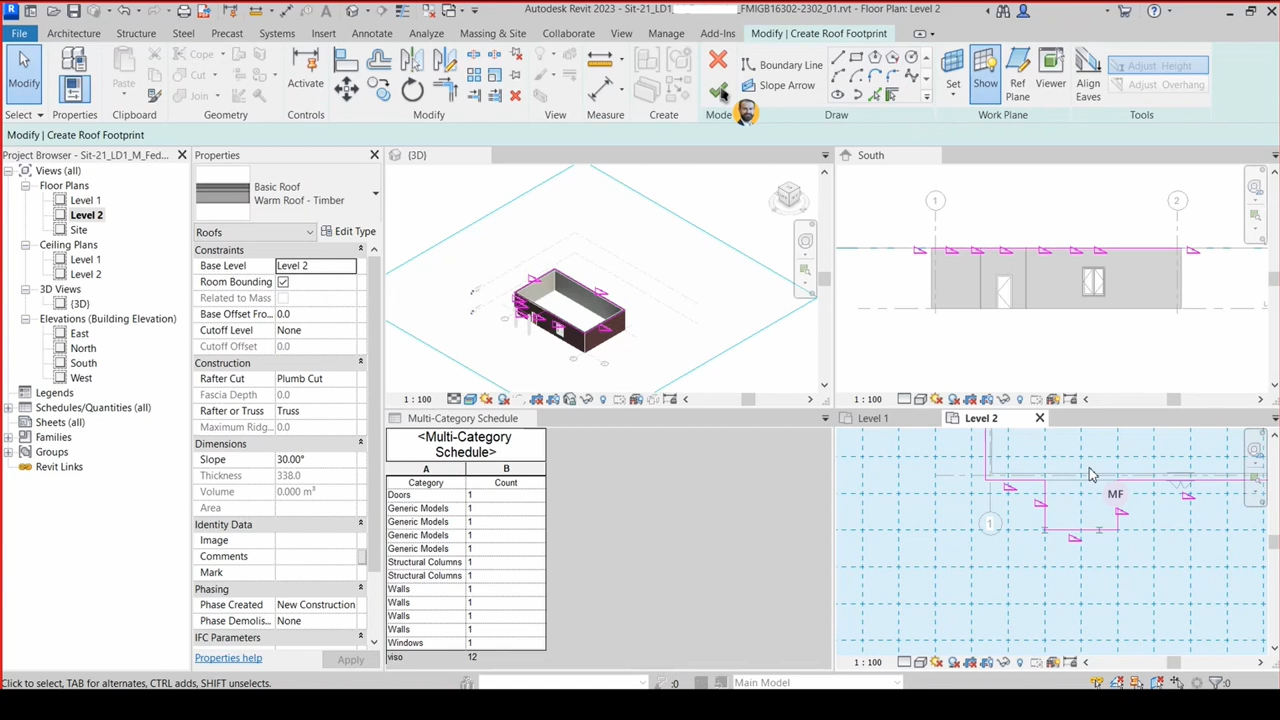 Autodesk Revit 2023 - Sit-21_LD1_ _FMIGB16302-2302_01.rvt - Floor Plan: Level 2
File Architecture Structure Steel Precast Systems Insert Annotate Analyze Massing & Site Collaborate View Manage Add-Ins Modify | Create Roof Footprint
Modify Paste Cope Cut Join Activate Boundary Line Slope Arrow Set Show Ref Plane Viewer Align Eaves Adjust Height Adjust Overhang
Select Properties Clipboard Geometry Controls Modify View Measure Create Mode Draw Work Plane Tools
Modify | Create Roof Footprint
Project Browser - Sit-21_LD1_M_Fed...
Views (all)
Floor Plans
Level 1
Level 2
Site
Ceiling Plans
Level 1
Level 2
3D Views
{3D}
Elevations (Building Elevation)
East
North
South
West
Legends
Schedules/Quantities (all)
Sheets (all)
Families
Groups
Revit Links
Properties
Basic Roof
Warm Roof - Timber
Roofs Edit Type
Constraints
Base Level Level 2
Room Bounding
Related to Mass
Base Offset Fro... 0.0
Cutoff Level None
Cutoff Offset 0.0
Construction
Rafter Cut Plumb Cut
Fascia Depth 0.0
Rafter or Truss Truss
Maximum Ridg... 0.0
Dimensions
Slope 30.00°
Thickness 338.0
Volume 0.000 m³
Area
Identity Data
Image
Comments
Mark
Phasing
Phase Created New Construction
Phase Demolis... None
IFC Parameters
Properties help Apply
{3D}
1 : 100
South
1 2
1 : 100
Multi-Category Schedule
<Multi-Category
Schedule>
A B
Category Count
Doors 1
Generic Models 1
Generic Models 1
Generic Models 1
Generic Models 1
Structural Columns 1
Structural Columns 1
Walls 1
Walls 1
Walls 1
Walls 1
Windows 1
viso 12
Level 1 Level 2
MF
1
1 : 100
Click to select, TAB for alternates, CTRL adds, SHIFT unselects. :0 Main Model :0